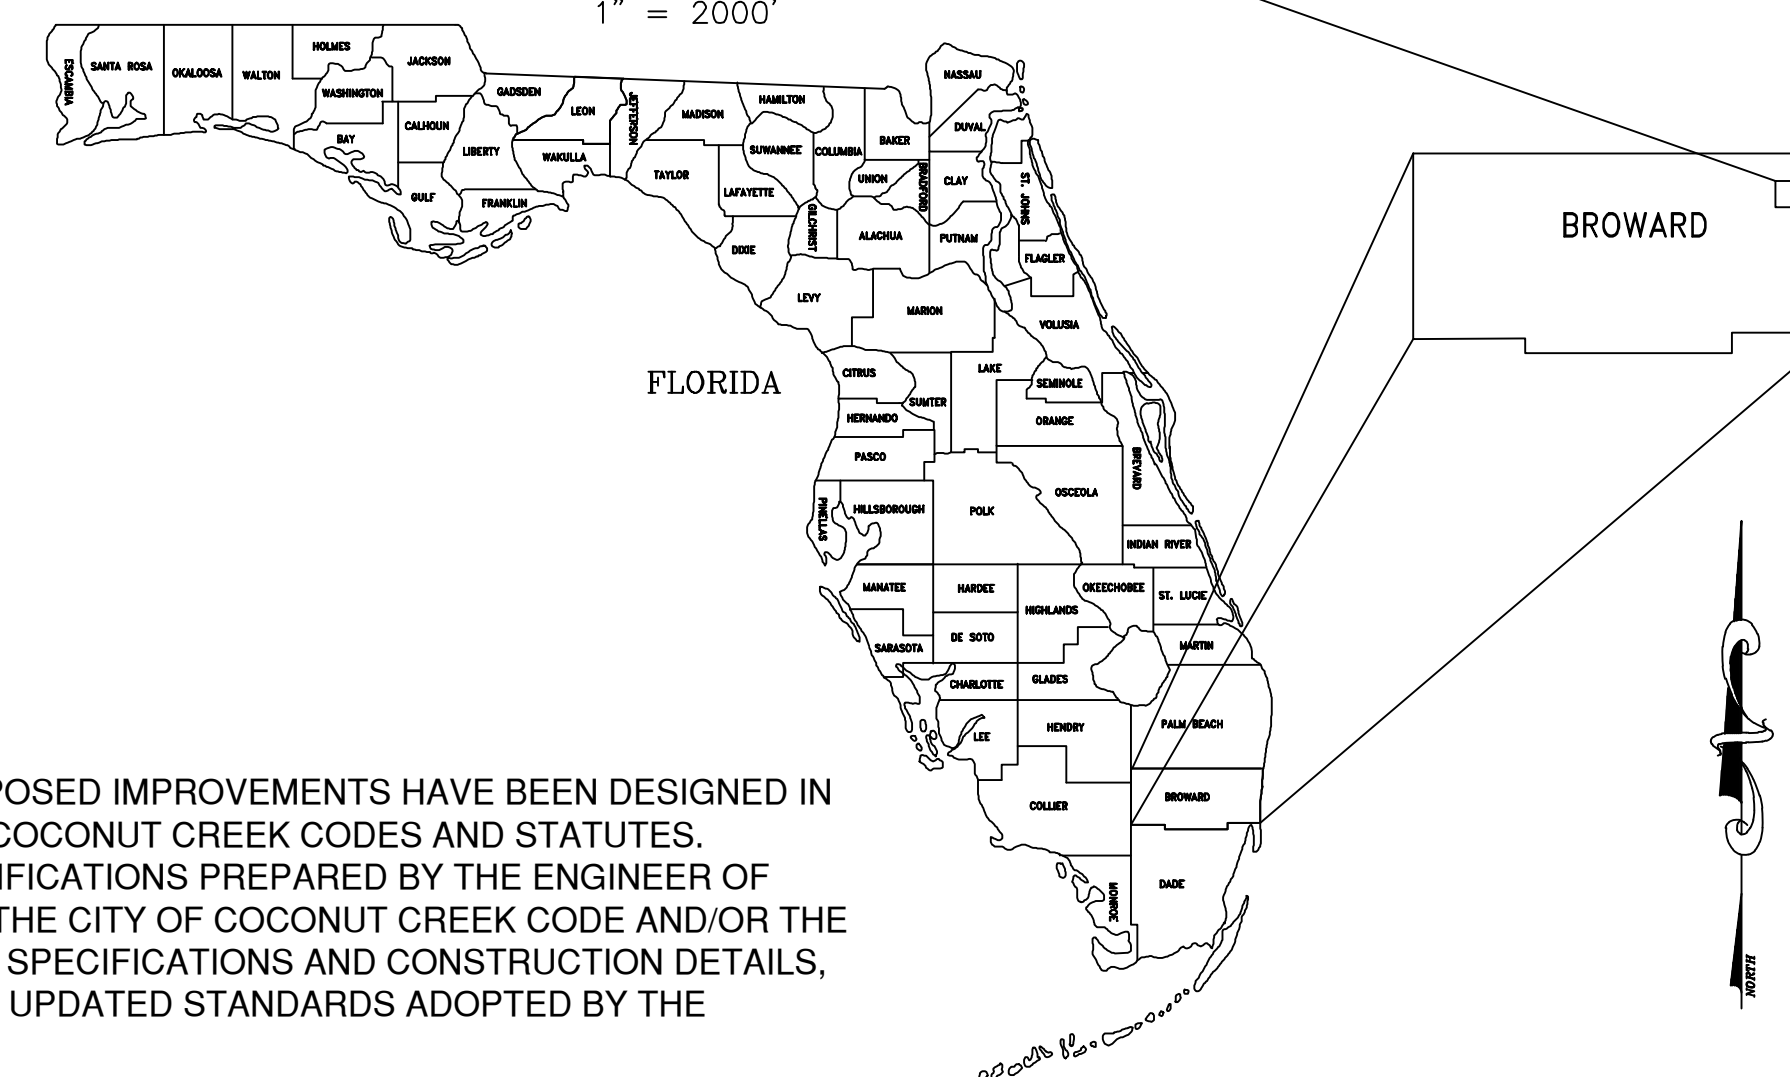 1" = 2000'
ESCAMBIA
SANTA ROSA
OKALOOSA
WALTON
HOLMES
WASHINGTON
JACKSON
BAY
CALHOUN
GULF
LIBERTY
GADSDEN
FRANKLIN
LEON
WAKULLA
JEFFERSON
MADISON
TAYLOR
HAMILTON
SUWANNEE
LAFAYETTE
DIXIE
COLUMBIA
GILCHRIST
BAKER
UNION
BRADFORD
ALACHUA
NASSAU
DUVAL
CLAY
ST. JOHNS
PUTNAM
FLAGLER
LEVY
MARION
VOLUSIA
BROWARD
FLORIDA
CITRUS
SUMTER
LAKE
SEMINOLE
HERNANDO
ORANGE
PASCO
BREVARD
PINELLAS
HILLSBOROUGH
POLK
OSCEOLA
INDIAN RIVER
MANATEE
HARDEE
HIGHLANDS
OKEECHOBEE
ST. LUCIE
SARASOTA
DE SOTO
MARTIN
CHARLOTTE
GLADES
LEE
HENDRY
PALM BEACH
COLLIER
BROWARD
MONROE
DADE
NORTH
POSED IMPROVEMENTS HAVE BEEN DESIGNED IN
COCONUT CREEK CODES AND STATUTES.
IFICATIONS PREPARED BY THE ENGINEER OF
THE CITY OF COCONUT CREEK CODE AND/OR THE
SPECIFICATIONS AND CONSTRUCTION DETAILS,
UPDATED STANDARDS ADOPTED BY THE